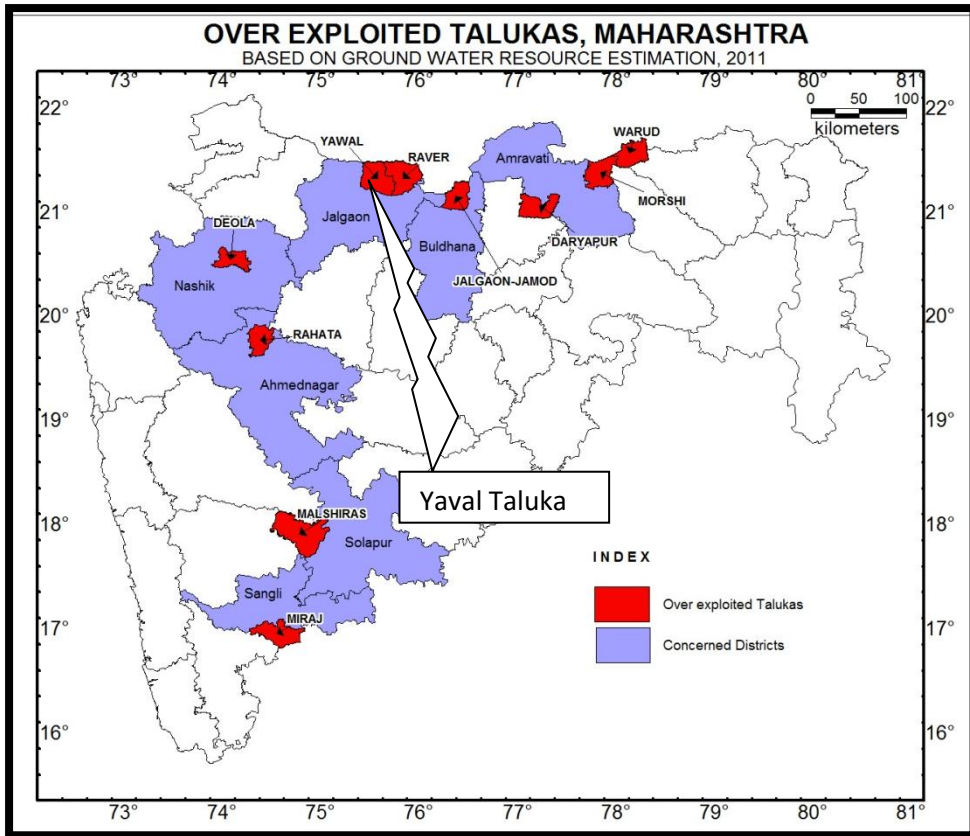 OVER EXPLOITED TALUKAS, MAHARASHTRA
BASED ON GROUND WATER RESOURCE ESTIMATION, 2011
73° 74° 75° 76° 77° 78° 79° 80° 81°
22° 22°
0 50 100
kilometers
YAWAL
RAVER
WARUD
Amravati
21° 21°
MORSHI
Jalgaon
DEOLA
Buldhana
DARYAPUR
JALGAON-JAMOD
Nashik
20° 20°
RAHATA
Ahmednagar
19° 19°
Yaval Taluka
18° 18°
MALSHIRAS
Solapur
INDEX
Sangli
Over exploited Talukas
MIRAJ
17° 17°
Concerned Districts
16° 16°
73° 74° 75° 76° 77° 78° 79° 80° 81°